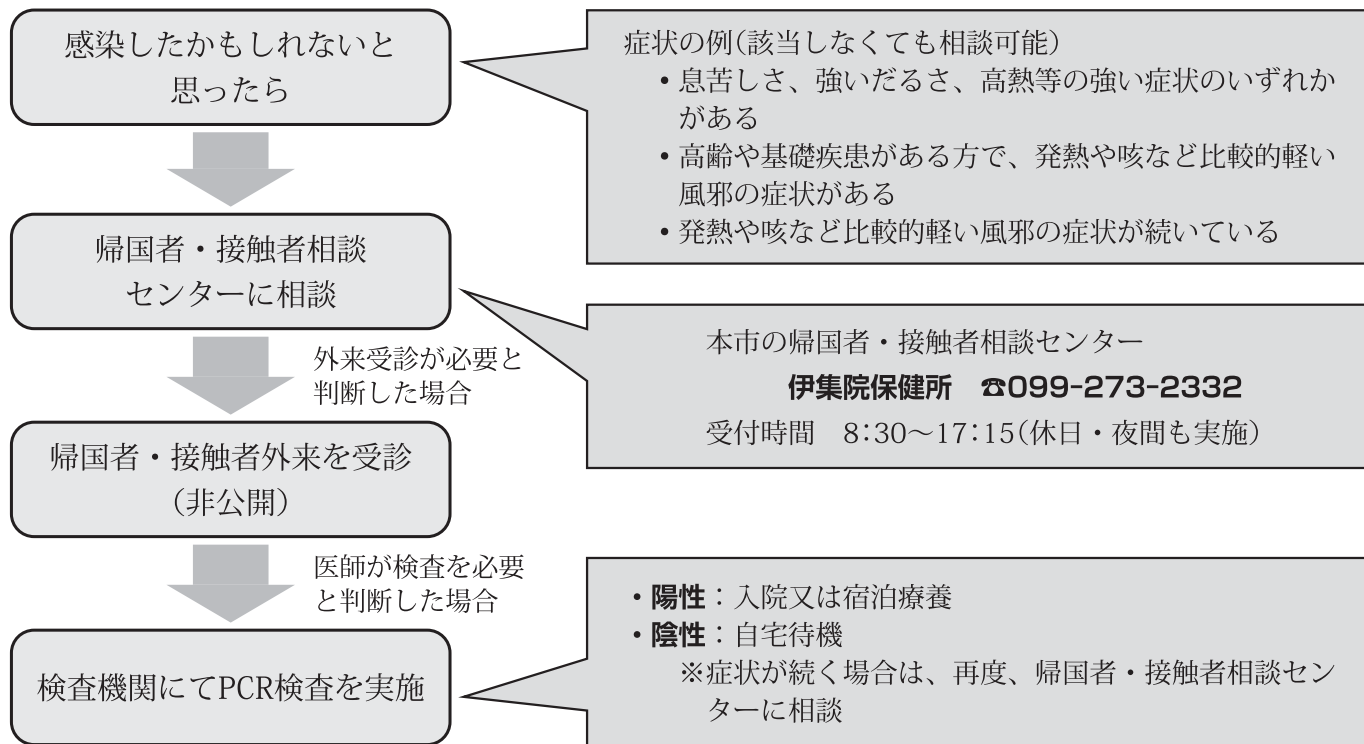 感染したかもしれないと
思ったら
症状の例(該当しなくても相談可能)
・息苦しさ、強いだるさ、高熱等の強い症状のいずれか
がある
・高齢や基礎疾患がある方で、発熱や咳など比較的軽い
風邪の症状がある
・発熱や咳など比較的軽い風邪の症状が続いている
帰国者・接触者相談
センターに相談
本市の帰国者・接触者相談センター
伊集院保健所 ☎099-273-2332
受付時間 8:30～17:15(休日・夜間も実施)
外来受診が必要と
判断した場合
帰国者・接触者外来を受診
(非公開)
医師が検査を必要
と判断した場合
検査機関にてPCR検査を実施
・陽性：入院又は宿泊療養
・陰性：自宅待機
※症状が続く場合は、再度、帰国者・接触者相談セン
ターに相談